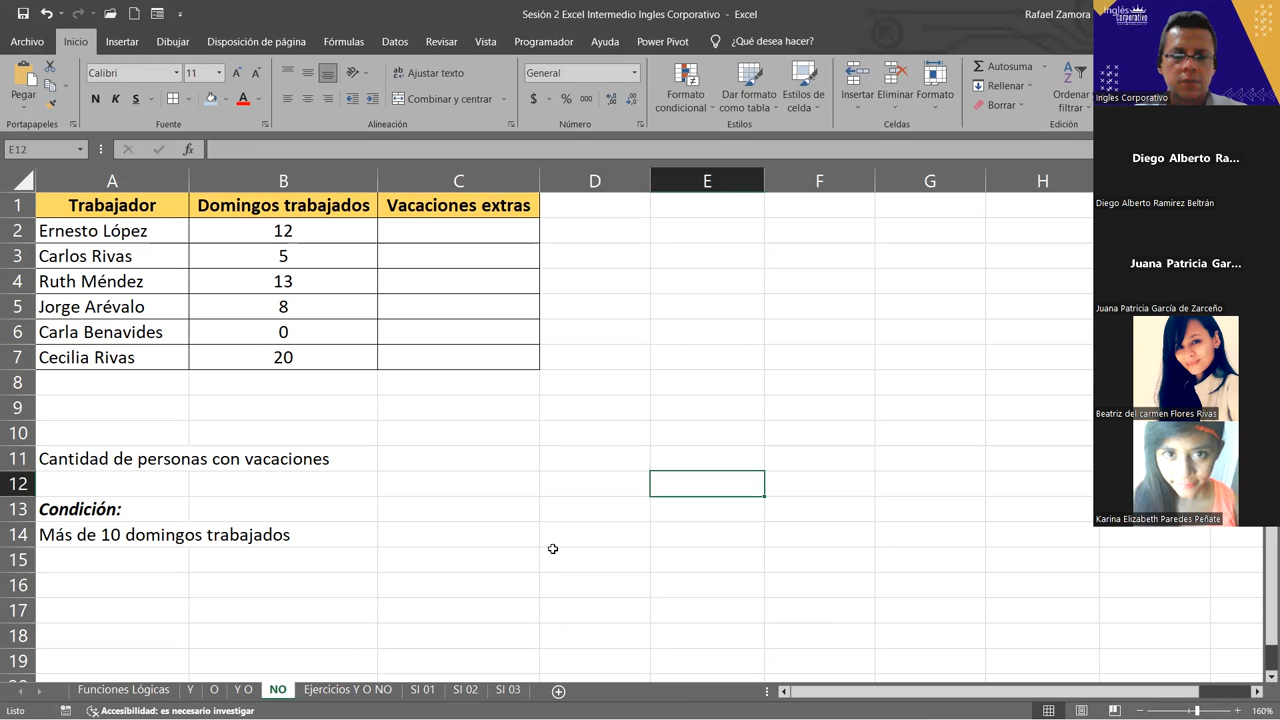 Sesión 2 Excel Intermedio Ingles Corporativo - Excel
Rafael Zamora
Archivo Inicio Insertar Dibujar Disposición de página Fórmulas Datos Revisar Vista Programador Ayuda Power Pivot ¿Qué desea hacer?
Pegar
Calibri 11
N K S
Ajustar texto
Combinar y centrar
General
$ % 000
Formato condicional
Dar formato como tabla
Estilos de celda
Insertar Eliminar Formato
Autosuma
Rellenar
Borrar
Ordenar
filtrar
Portapapeles Fuente Alineación Número Estilos Celdas Edición
E12 fx
A B C D E F G H
1 Trabajador Domingos trabajados Vacaciones extras
2 Ernesto López 12
3 Carlos Rivas 5
4 Ruth Méndez 13
5 Jorge Arévalo 8
6 Carla Benavides 0
7 Cecilia Rivas 20
8
9
10
11 Cantidad de personas con vacaciones
12
13 Condición:
14 Más de 10 domingos trabajados
15
16
17
18
19
Funciones Lógicas Y O Y O NO Ejercicios Y O NO SI 01 SI 02 SI 03
Listo Accesibilidad: es necesario investigar 160%
Inglés
Corporativo
Ingles Corporativo
Diego Alberto Ra...
Diego Alberto Ramirez Beltrán
Juana Patricia Gar...
Juana Patricia García de Zarceño
Beatriz del carmen Flores Rivas
Karina Elizabeth Paredes Peñate